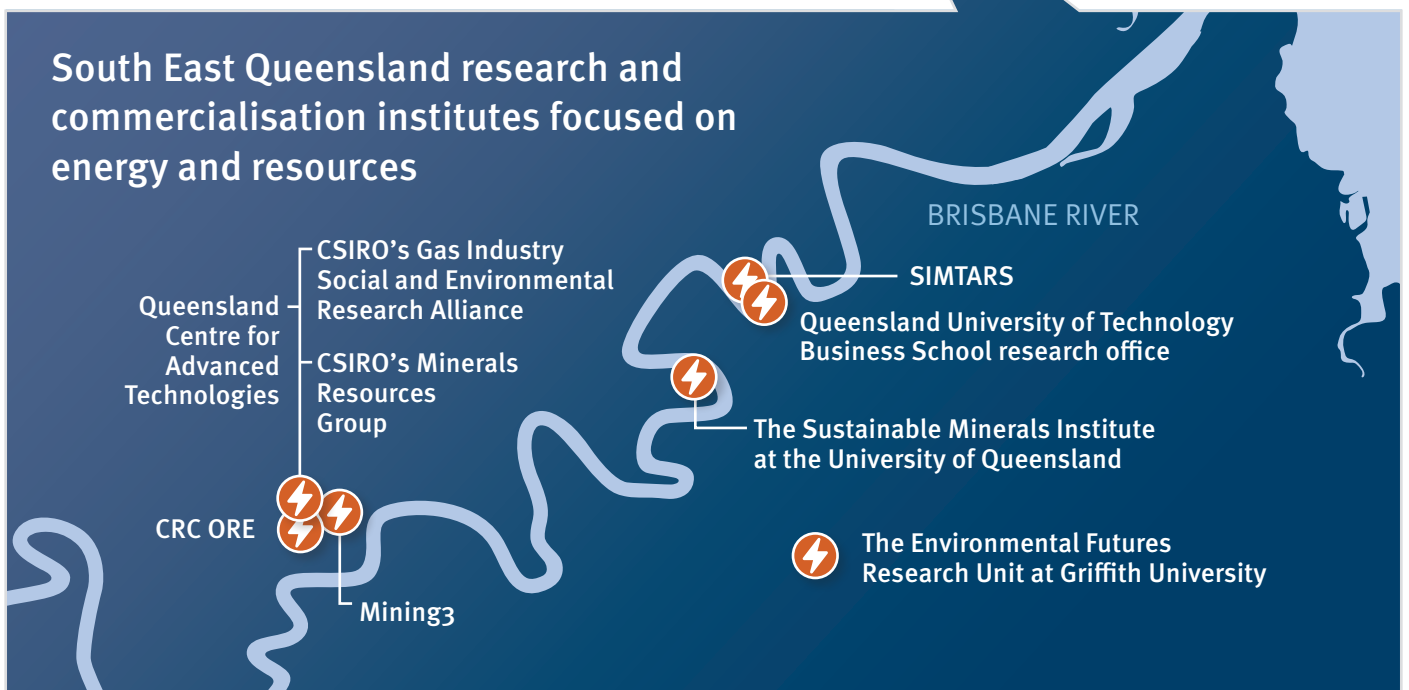 South East Queensland research and
commercialisation institutes focused on
energy and resources
BRISBANE RIVER
CSIRO’s Gas Industry
Social and Environmental
Research Alliance
Queensland
Centre for
Advanced
Technologies
CSIRO’s Minerals
Resources
Group
SIMTARS
Queensland University of Technology
Business School research office
The Sustainable Minerals Institute
at the University of Queensland
CRC ORE
Mining3
The Environmental Futures
Research Unit at Griffith University